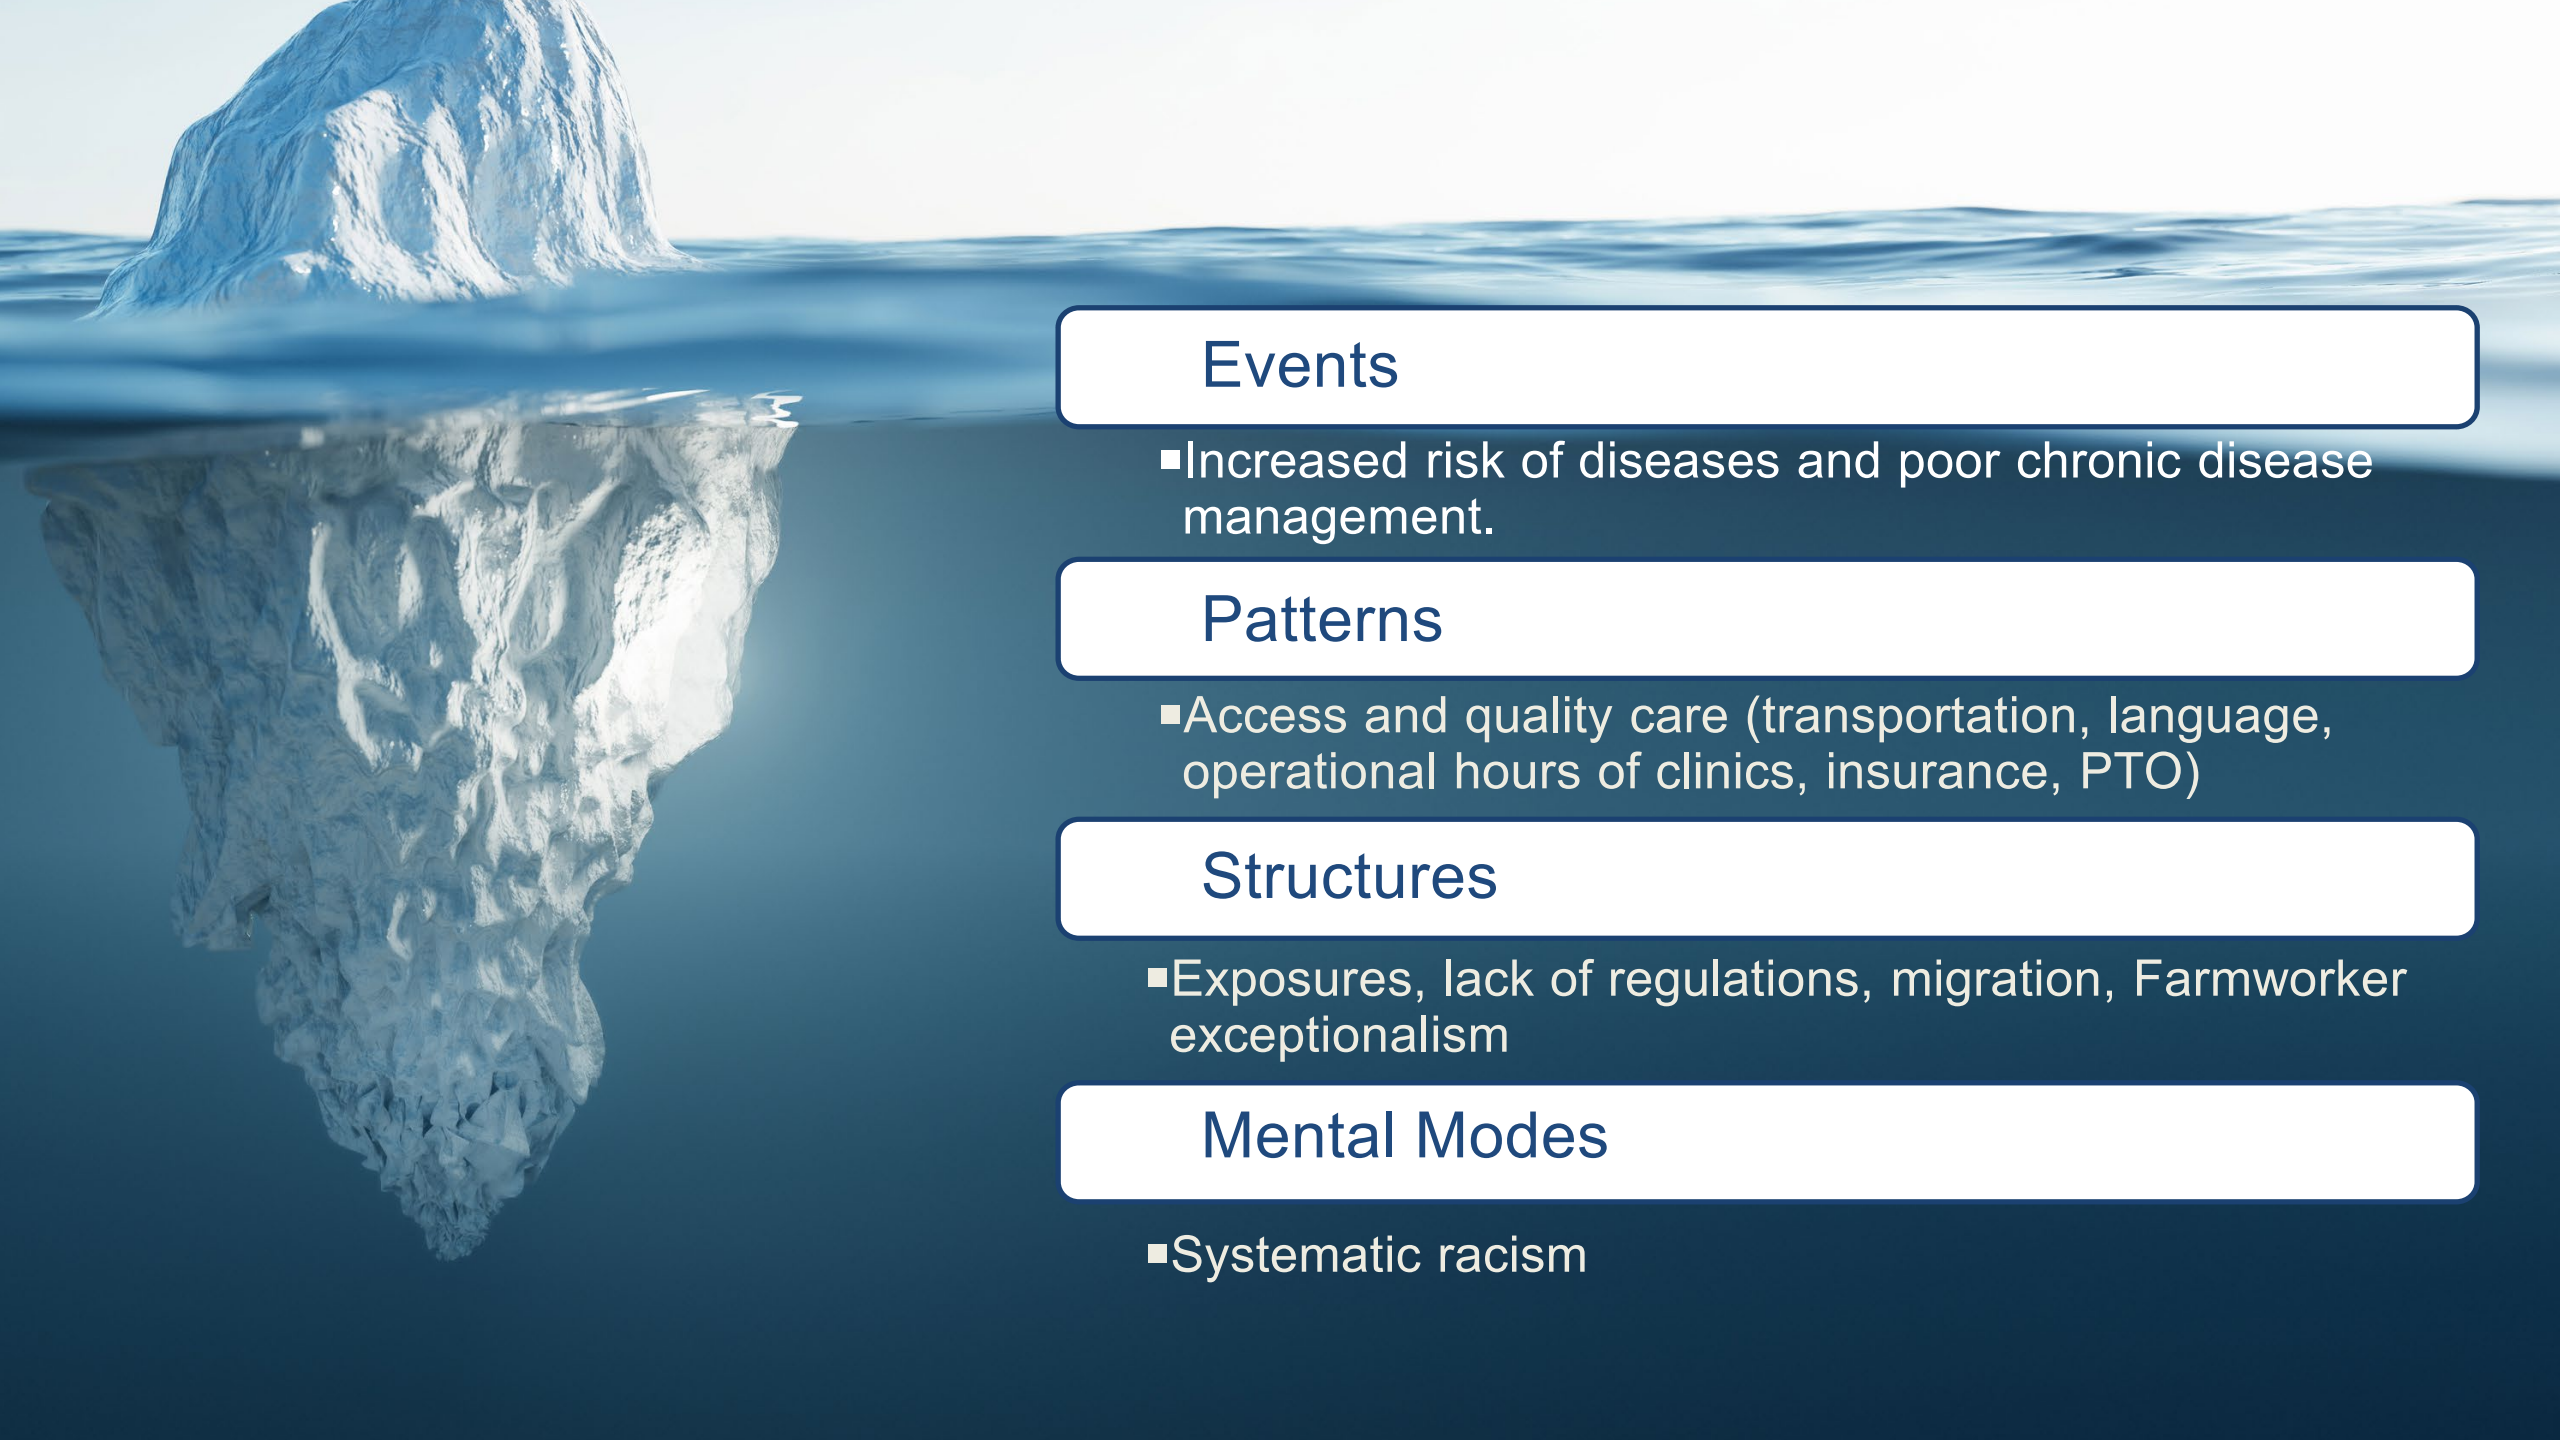 Events
▪Increased risk of diseases and poor chronic disease
management.
Patterns
▪Access and quality care (transportation, language,
operational hours of clinics, insurance, PTO)
Structures
▪Exposures, lack of regulations, migration, Farmworker
exceptionalism
Mental Modes
▪Systematic racism